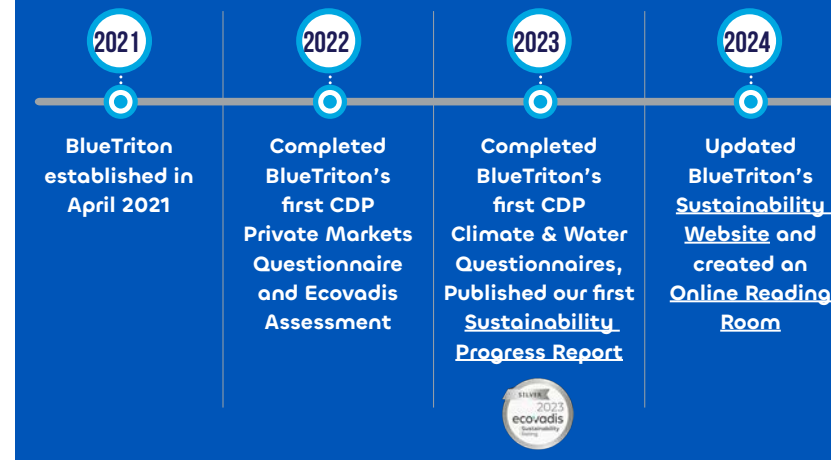 2021
BlueTriton
established in
April 2021
2022
Completed
BlueTriton's
first CDP
Private Markets
Questionnaire
and Ecovadis
Assessment
2023
Completed
BlueTriton's
first CDP
Climate & Water
Questionnaires,
Published our first
Sustainability
Progress Report
SILVER
2023
ecovadis
Sustainability
Rating
2024
Updated
BlueTriton's
Sustainability
Website and
created an
Online Reading
Room